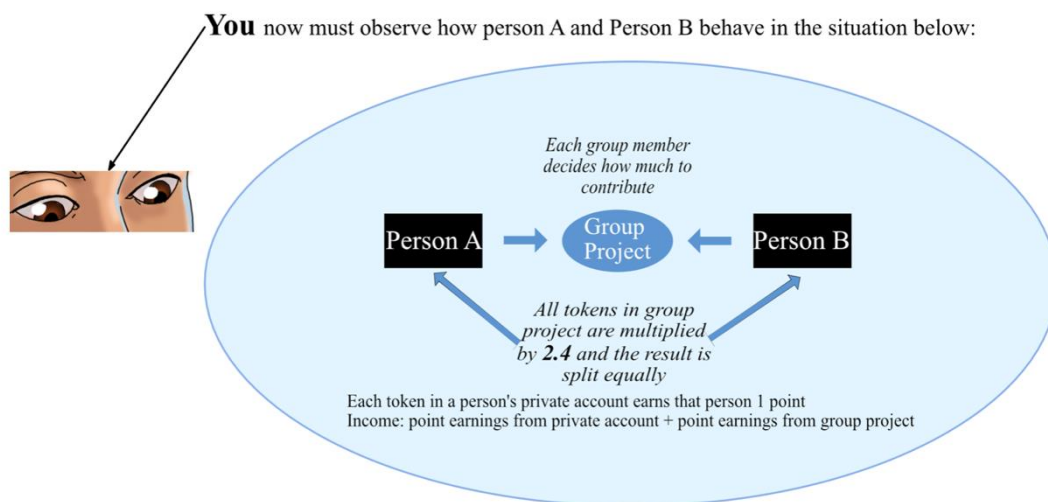 You now must observe how person A and Person B behave in the situation below:
Each group member
decides how much to
contribute
Person A
Group
Project
Person B
All tokens in group
project are multiplied
by 2.4 and the result is
split equally
Each token in a person's private account earns that person 1 point
Income: point earnings from private account + point earnings from group project